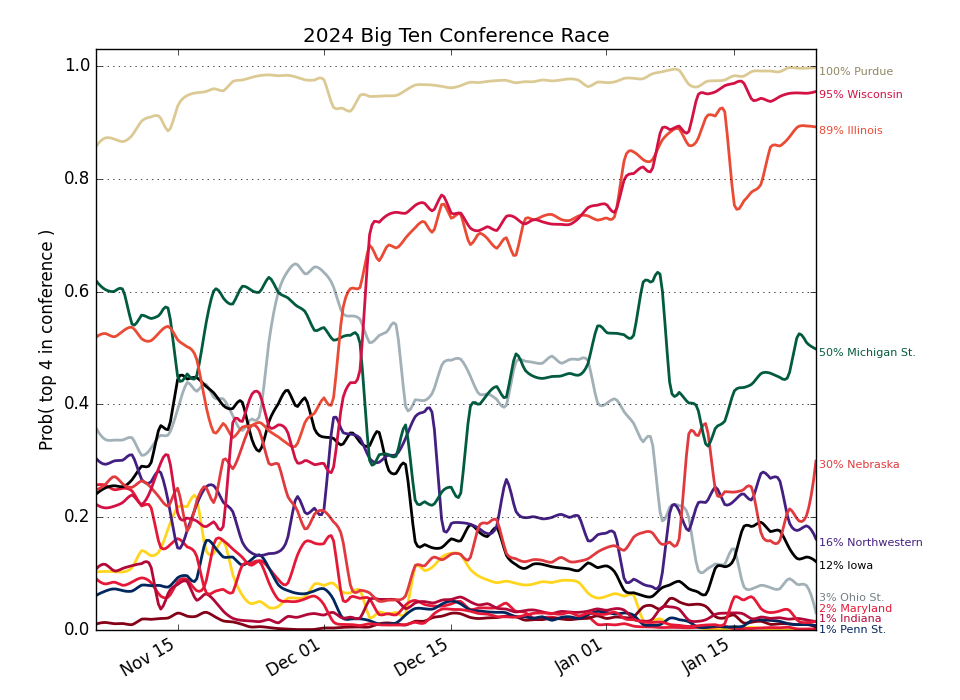 2024 Big Ten Conference Race
Prob( top 4 in conference )
1.0
0.8
0.6
0.4
0.2
0.0
Nov 15
Dec 01
Dec 15
Jan 01
Jan 15
100% Purdue
95% Wisconsin
89% Illinois
50% Michigan St.
30% Nebraska
16% Northwestern
12% Iowa
3% Ohio St.
2% Maryland
1% Indiana
1% Penn St.